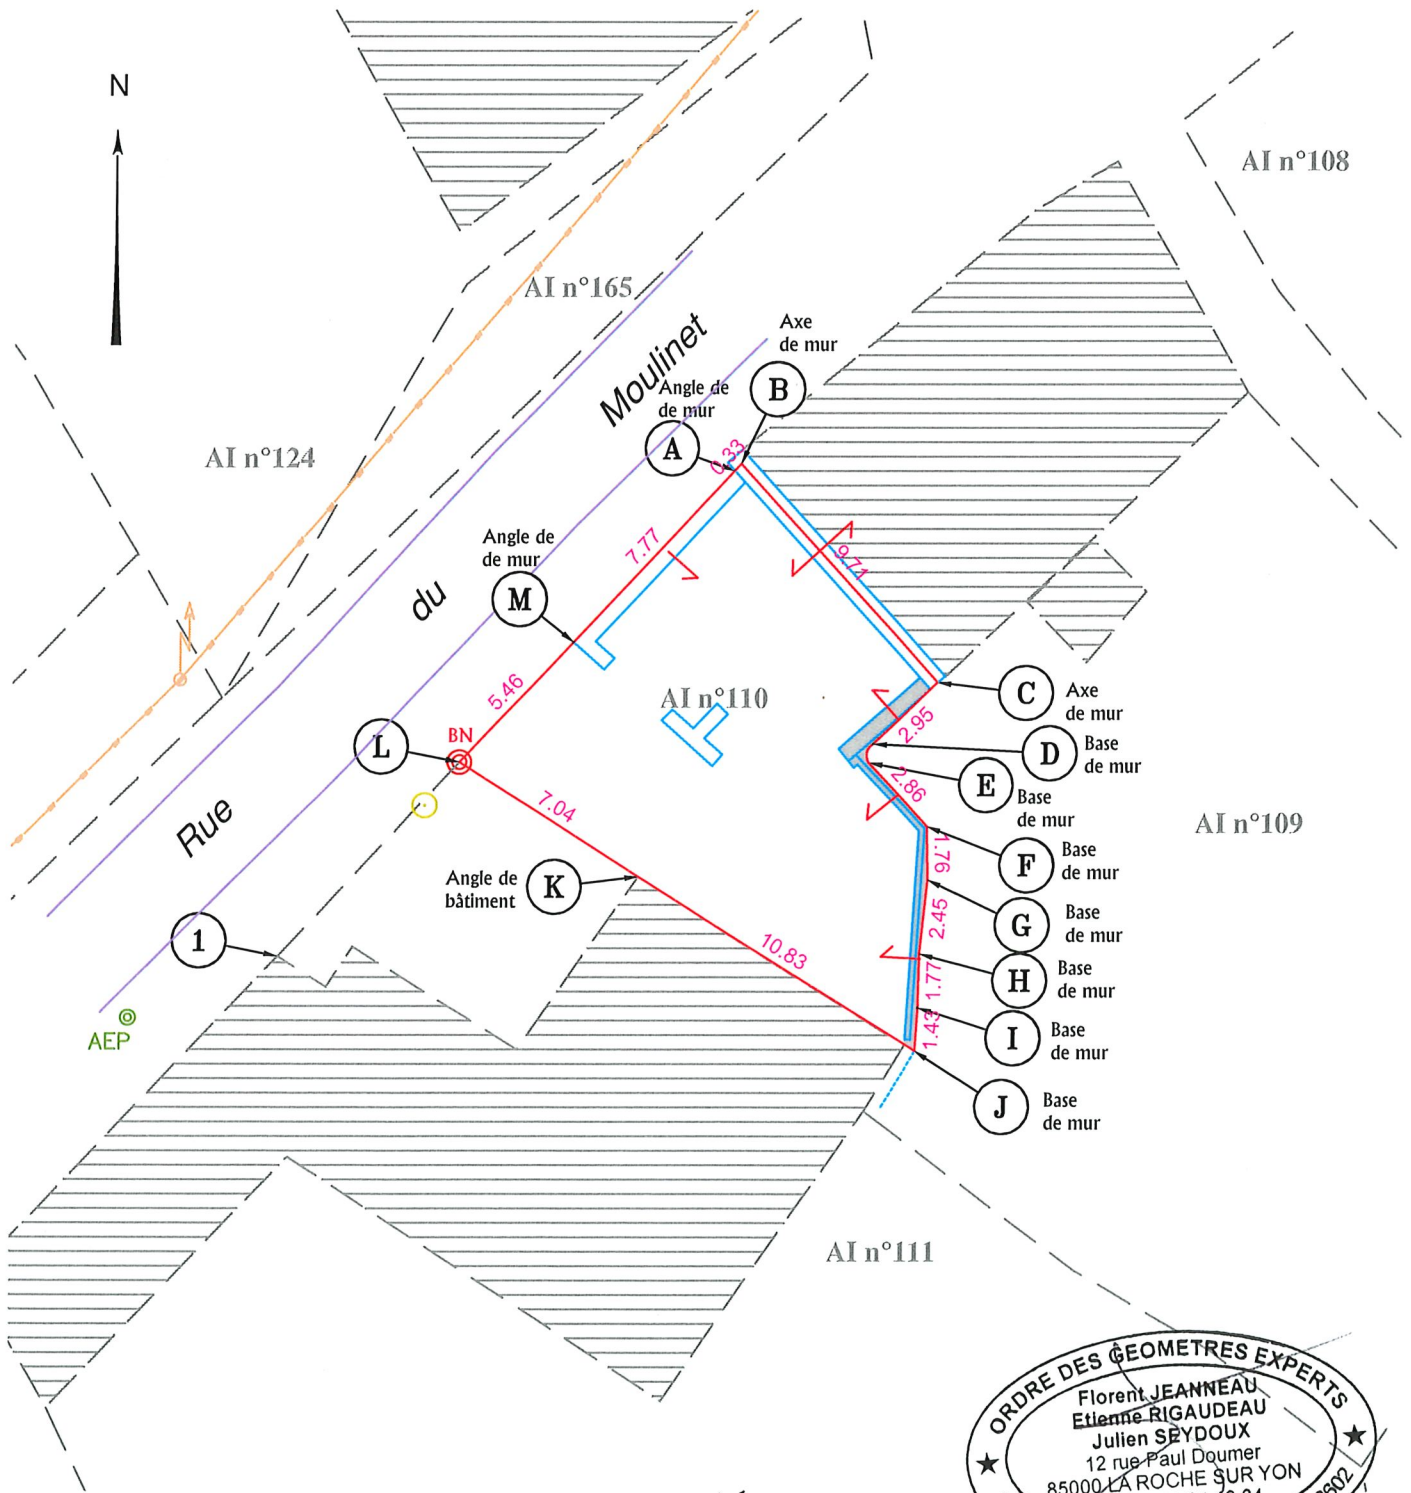 N
AI n°108
AI n°165
Axe
de mur
Moulinet
Angle de
de mur
B
A
0.33
AI n°124
7.77
9.71
Angle de
de mur
M
du
5.46
AI n°110
C
Axe
de mur
2.95
L
BN
D
Base
de mur
E
Base
de mur
2.86
7.04
Rue
AI n°109
F
Base
de mur
1.76
Angle de
bâtiment
K
G
Base
de mur
2.45
1
10.83
H
Base
de mur
1.77
AEP
I
Base
de mur
1.43
J
Base
de mur
AI n°111
ORDRE DES GEOMETRES EXPERTS
Florent JEANNEAU
Etienne RIGAUDEAU
Julien SEYDOUX
12 rue Paul Doumer
85000 LA ROCHE SUR YON